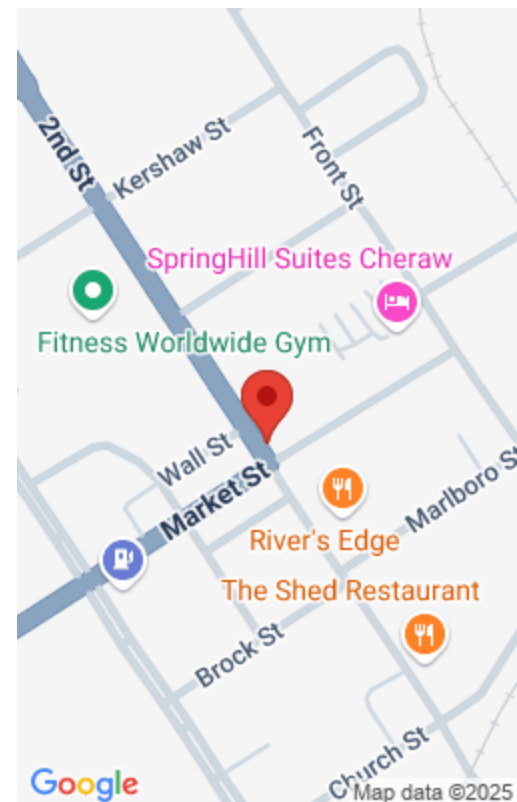 2nd St
Kershaw St
Front St
SpringHill Suites Cheraw
Fitness Worldwide Gym
Wall St
Market St
River's Edge
Marlboro St
The Shed Restaurant
Brock St
Church St
Google
Map data ©2025